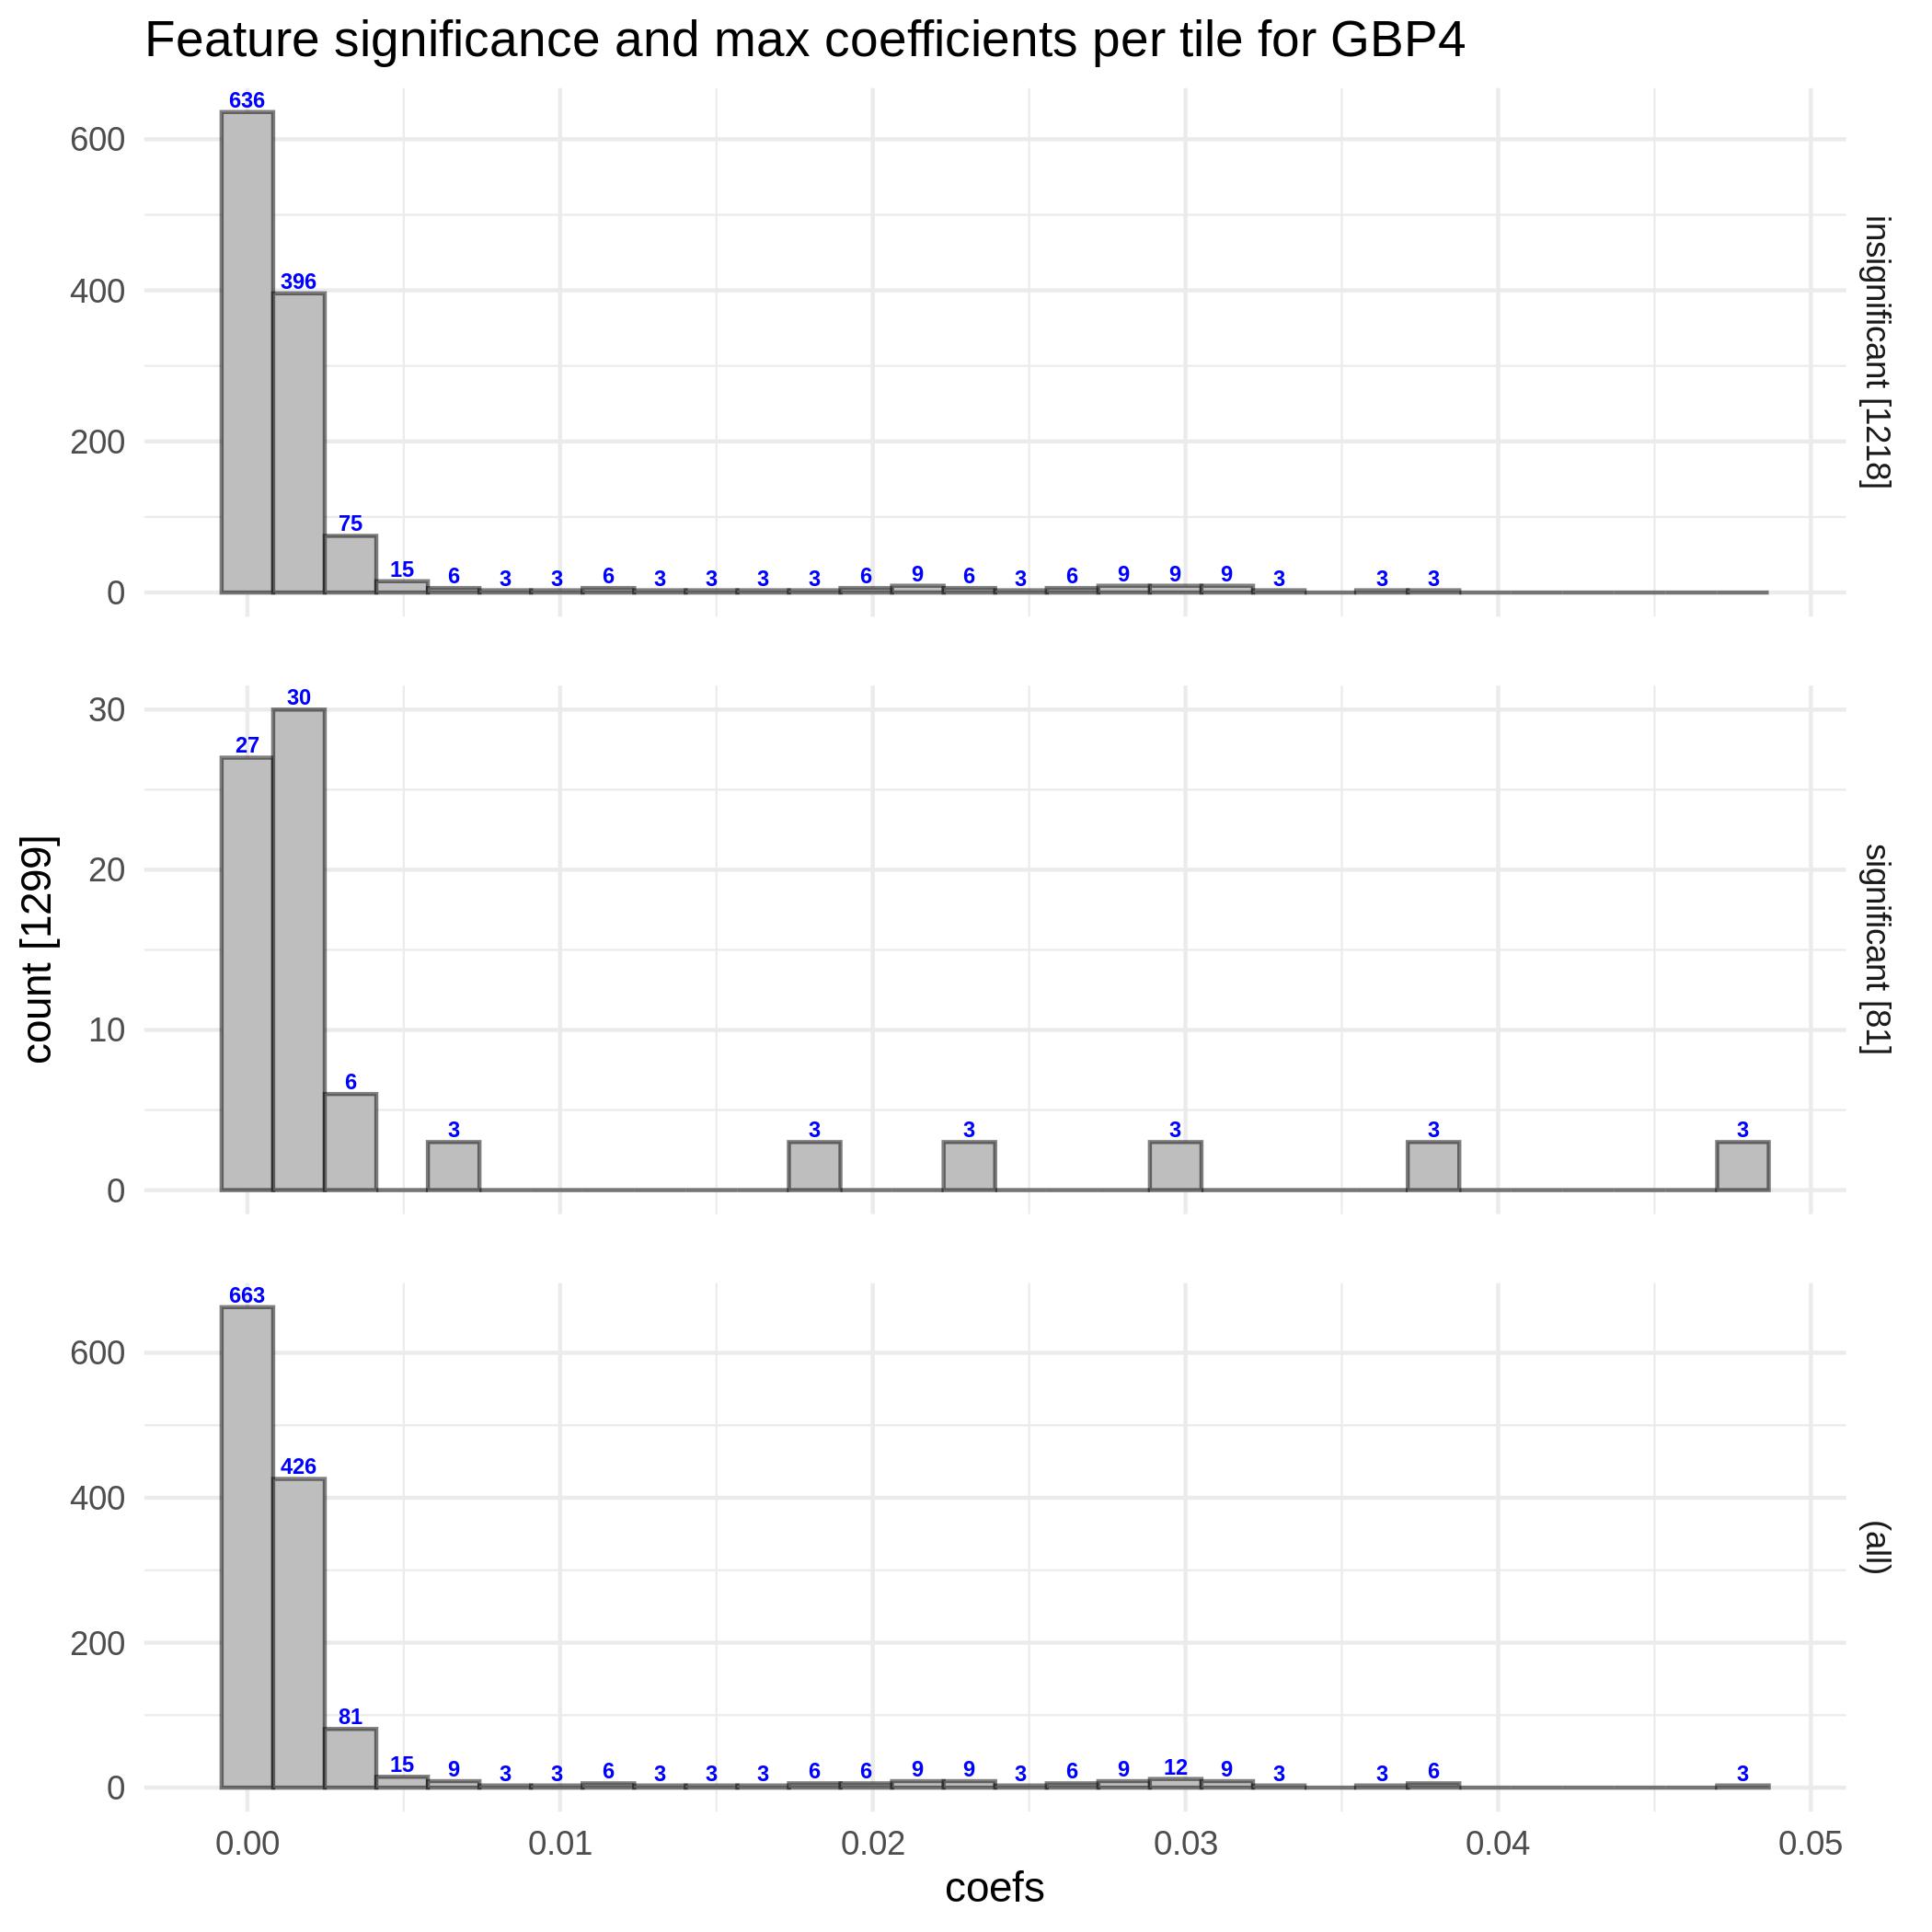 Feature significance and max coefficients per tile for GBP4
636
600
396
400
200
75
15 6 3 3 6 3 3 3 3 6 9 6 3 6 9 9 9 3 3 3
0
insignificant [1218]
30
30
27
20
10
6
3 3 3 3 3 3
0
significant [81]
count [1299]
663
600
426
400
200
81
15 9 3 3 6 3 3 3 6 6 9 9 3 6 9 12 9 3 3 6 3
0
(all)
0.00 0.01 0.02 0.03 0.04 0.05
coefs